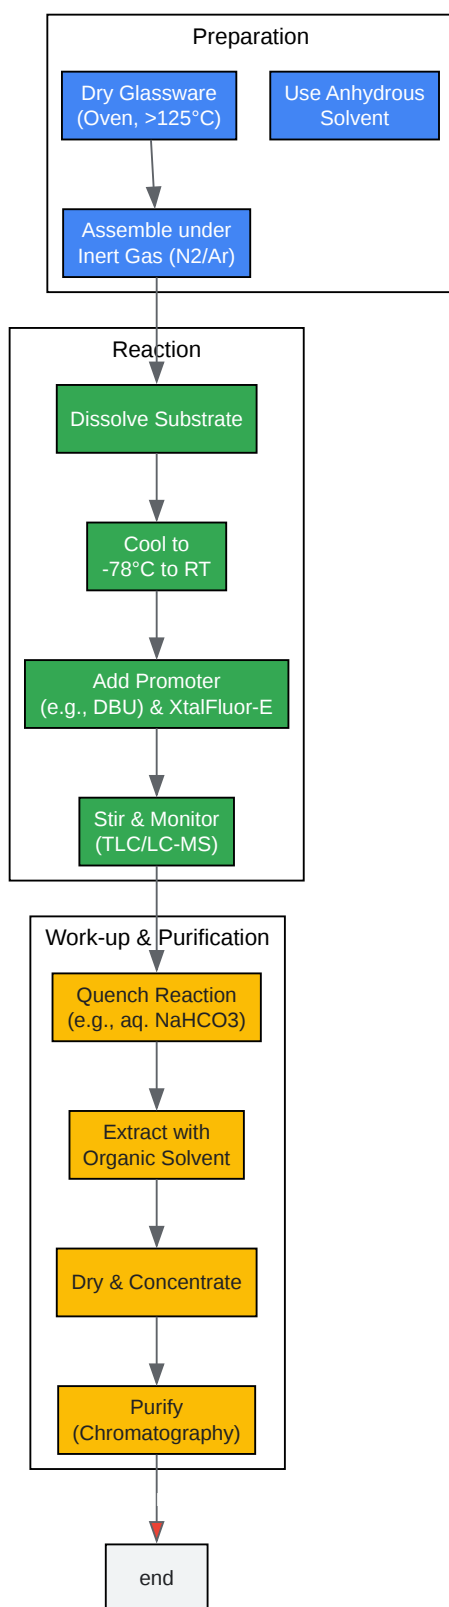 Preparation
Dry Glassware
(Oven, >125°C)
Use Anhydrous
Solvent
Assemble under
Inert Gas (N2/Ar)
Reaction
Dissolve Substrate
Cool to
-78°C to RT
Add Promoter
(e.g., DBU) & XtalFluor-E
Stir & Monitor
(TLC/LC-MS)
Work-up & Purification
Quench Reaction
(e.g., aq. NaHCO3)
Extract with
Organic Solvent
Dry & Concentrate
Purify
(Chromatography)
end